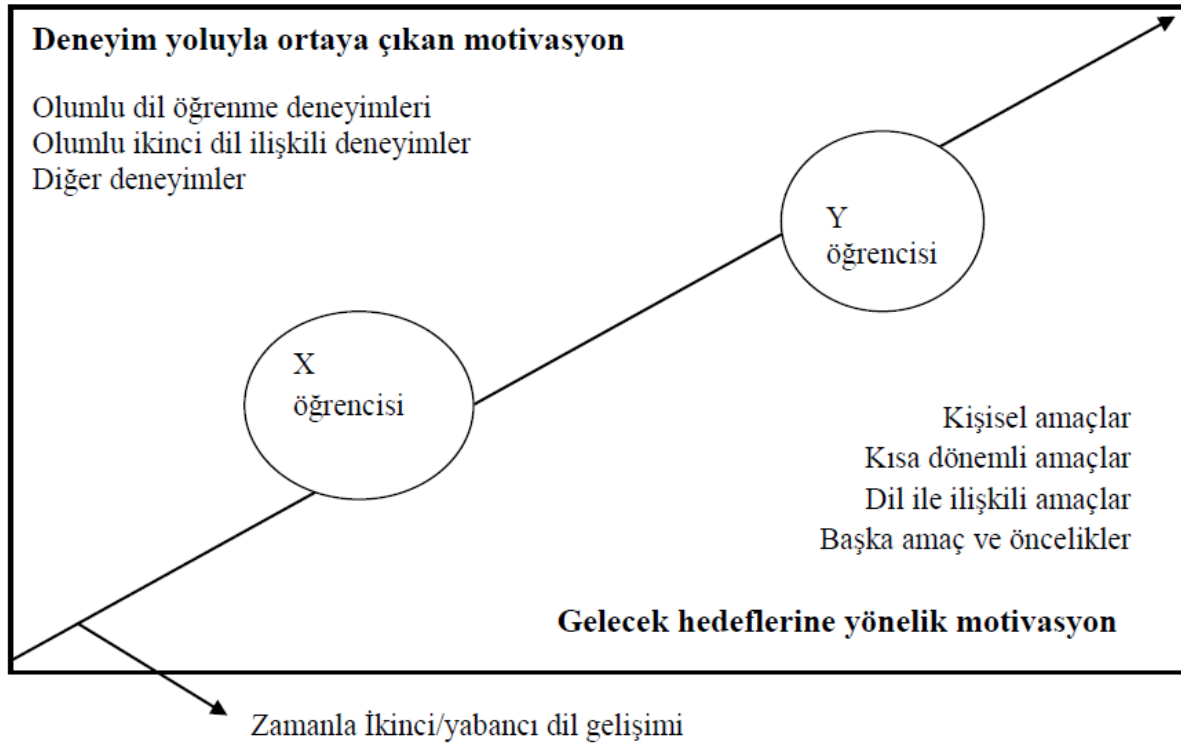 Deneyim yoluyla ortaya çıkan motivasyon
Olumlu dil öğrenme deneyimleri
Olumlu ikinci dil ilişkili deneyimler
Diğer deneyimler
Y
öğrencisi
X
öğrencisi
Kişisel amaçlar
Kısa dönemli amaçlar
Dil ile ilişkili amaçlar
Başka amaç ve öncelikler
Gelecek hedeflerine yönelik motivasyon
Zamanla İkinci/yabancı dil gelişimi